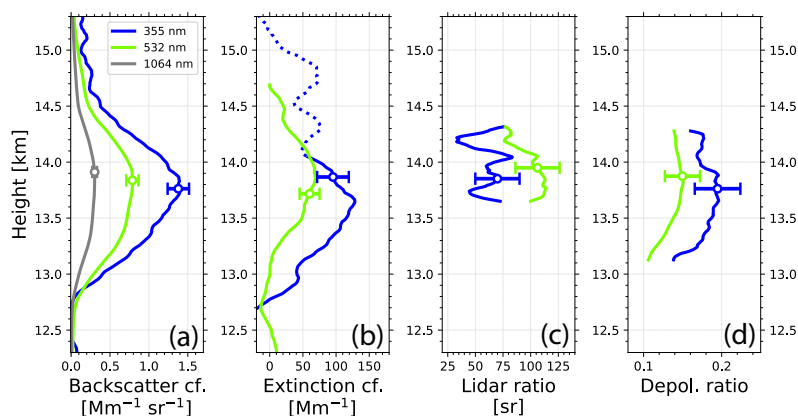 355 nm
532 nm
1064 nm
Height [km]
15.0
14.5
14.0
13.5
13.0
12.5
0.0 0.5 1.0 1.5
(a)
Backscatter cf.
[Mm⁻¹ sr⁻¹]
15.0
14.5
14.0
13.5
13.0
12.5
0 50 100 150
(b)
Extinction cf.
[Mm⁻¹]
15.0
14.5
14.0
13.5
13.0
12.5
25 50 75 100 125
(c)
Lidar ratio
[sr]
15.0
14.5
14.0
13.5
13.0
12.5
0.1 0.2
(d)
Depol. ratio